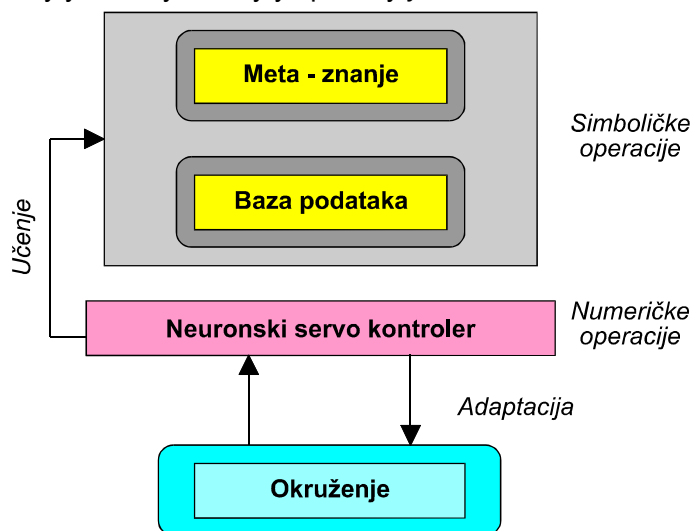 Meta - znanje
Simboličke
operacije
Baza podataka
Učenje
Neuronski servo kontroler
Numeričke
operacije
Adaptacija
Okruženje